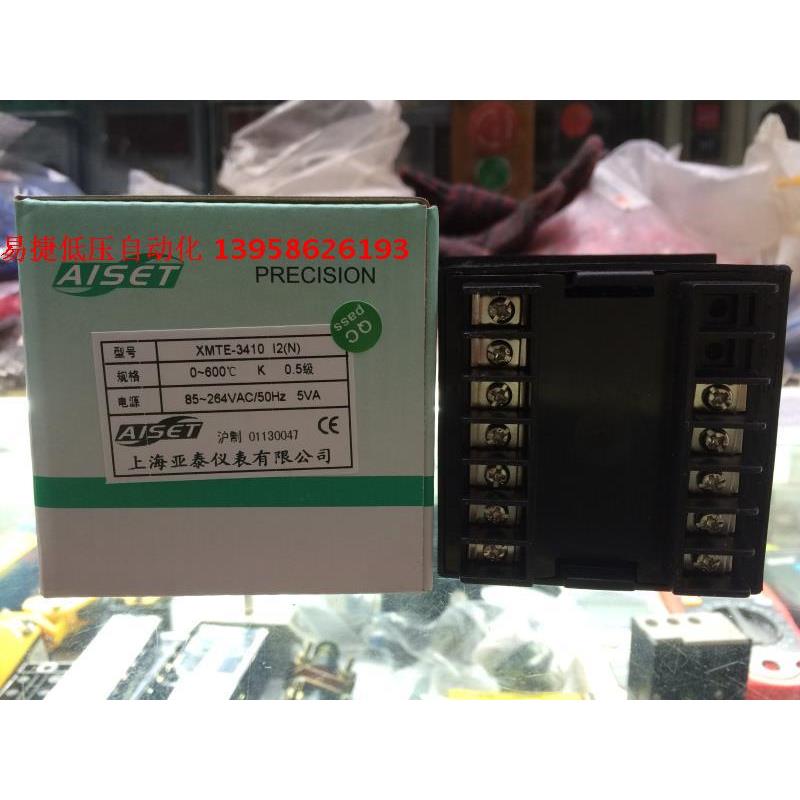 易捷低压自动化 13958626193
AISET
PRECISION
QC pass
型号 XMTE-3410 I2(N)
规格 0~600℃ K 0.5级
电源 85~264VAC/50Hz 5VA
AISET 沪制 01130047 CE
上海亚泰仪表有限公司